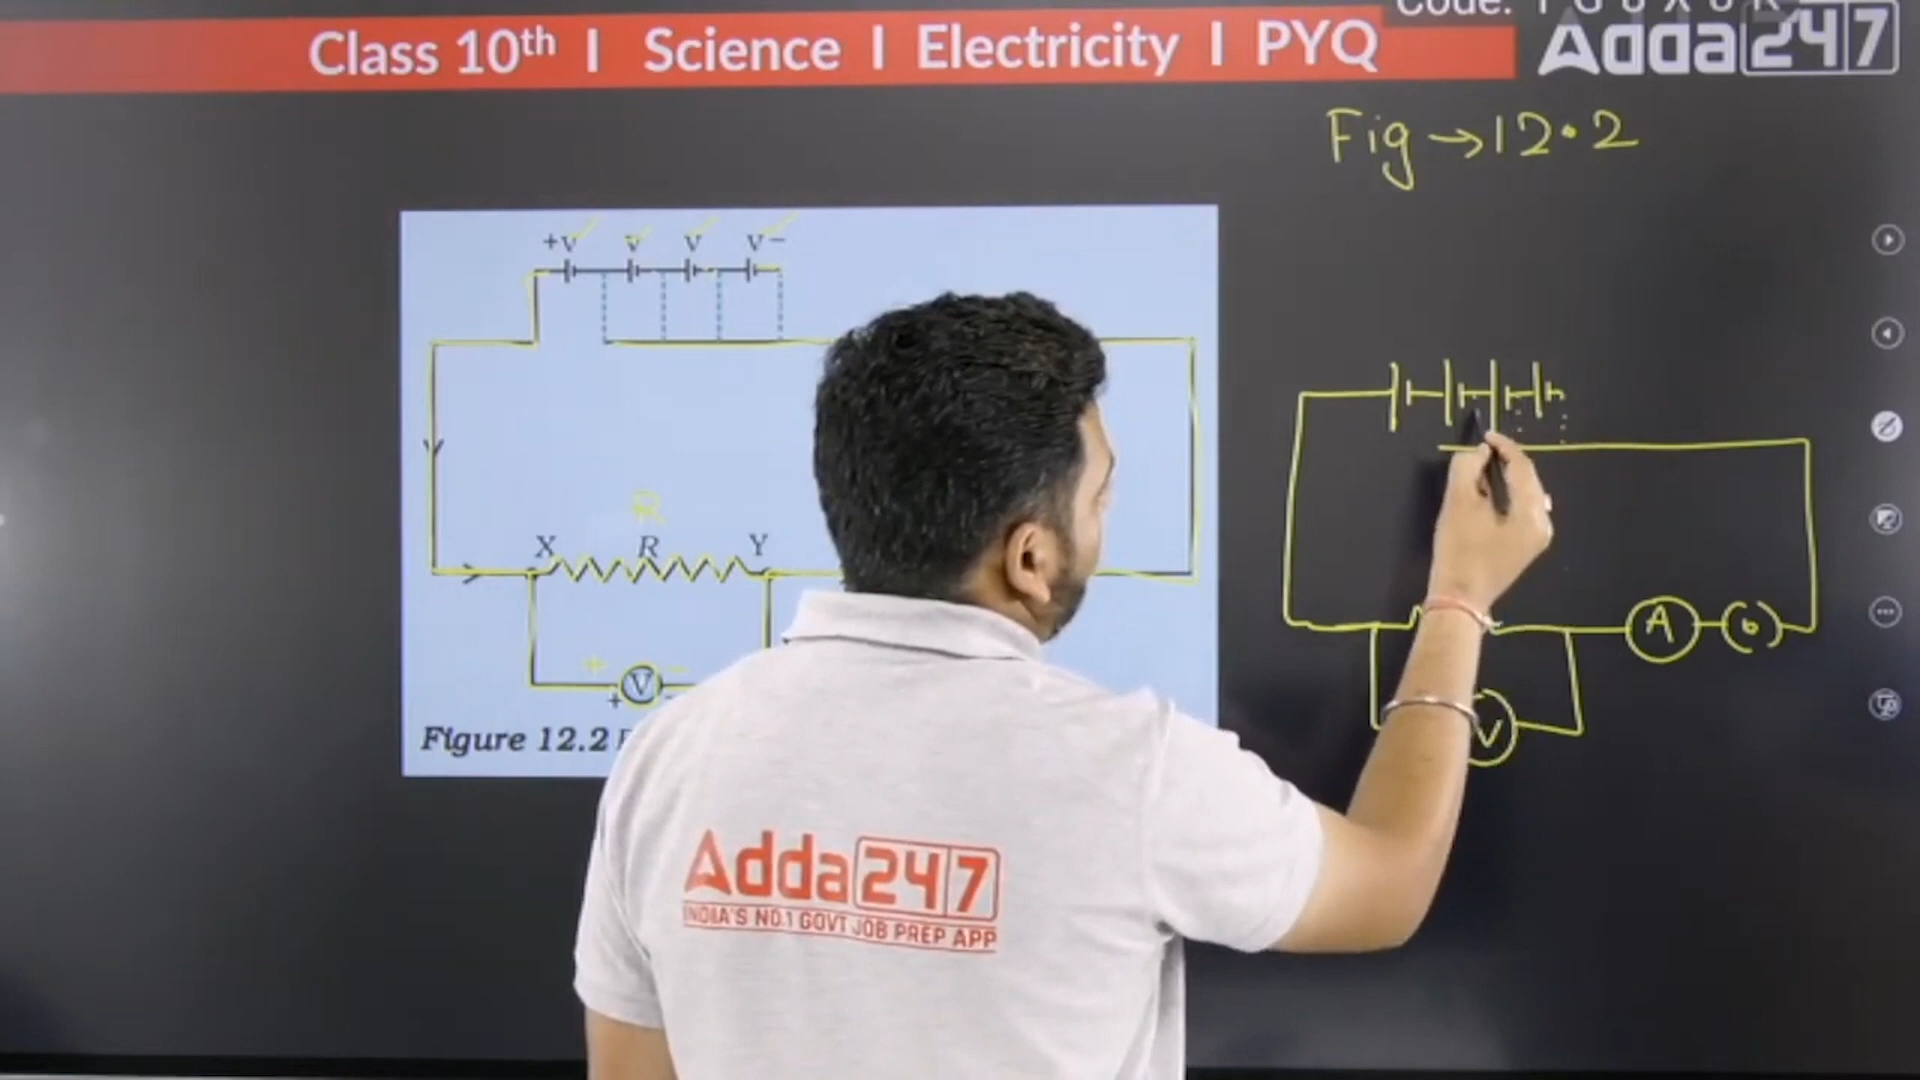 Class 10th I Science I Electricity I PYQ
Adda247
Fig → 12.2
+V V V V −
R
X R Y
+ −
+ V
Figure 12.2
A
V
Adda247
INDIA'S NO.1 GOVT JOB PREP APP